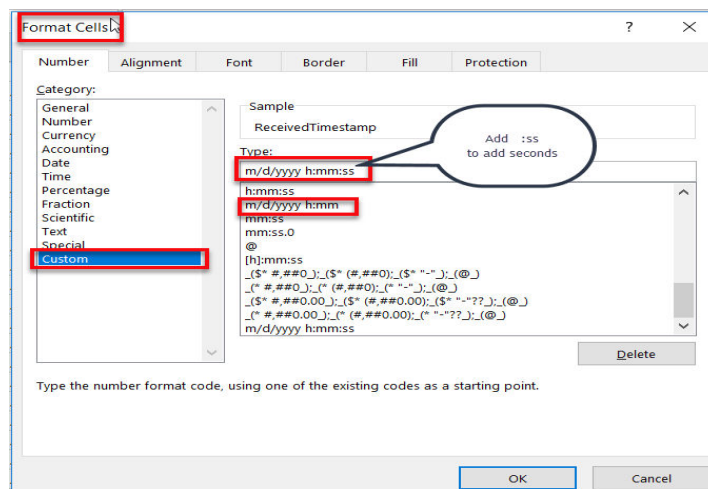 Format Cells
?
Number Alignment Font Border Fill Protection
Category:
General
Number
Currency
Accounting
Date
Time
Percentage
Fraction
Scientific
Text
Special
Custom
Sample
ReceivedTimestamp
Add :ss
to add seconds
Type:
m/d/yyyy h:mm:ss
h:mm:ss
m/d/yyyy h:mm
mm:ss
mm:ss.0
@
[h]:mm:ss
_($* #,##0_);_($* (#,##0);_($* "-"_);_(@_)
_(* #,##0_);_(* (#,##0);_(* "-"_);_(@_)
_($* #,##0.00_);_($* (#,##0.00);_($* "-"??_);_(@_)
_(* #,##0.00_);_(* (#,##0.00);_(* "-"??_);_(@_)
m/d/yyyy h:mm:ss
Delete
Type the number format code, using one of the existing codes as a starting point.
OK Cancel